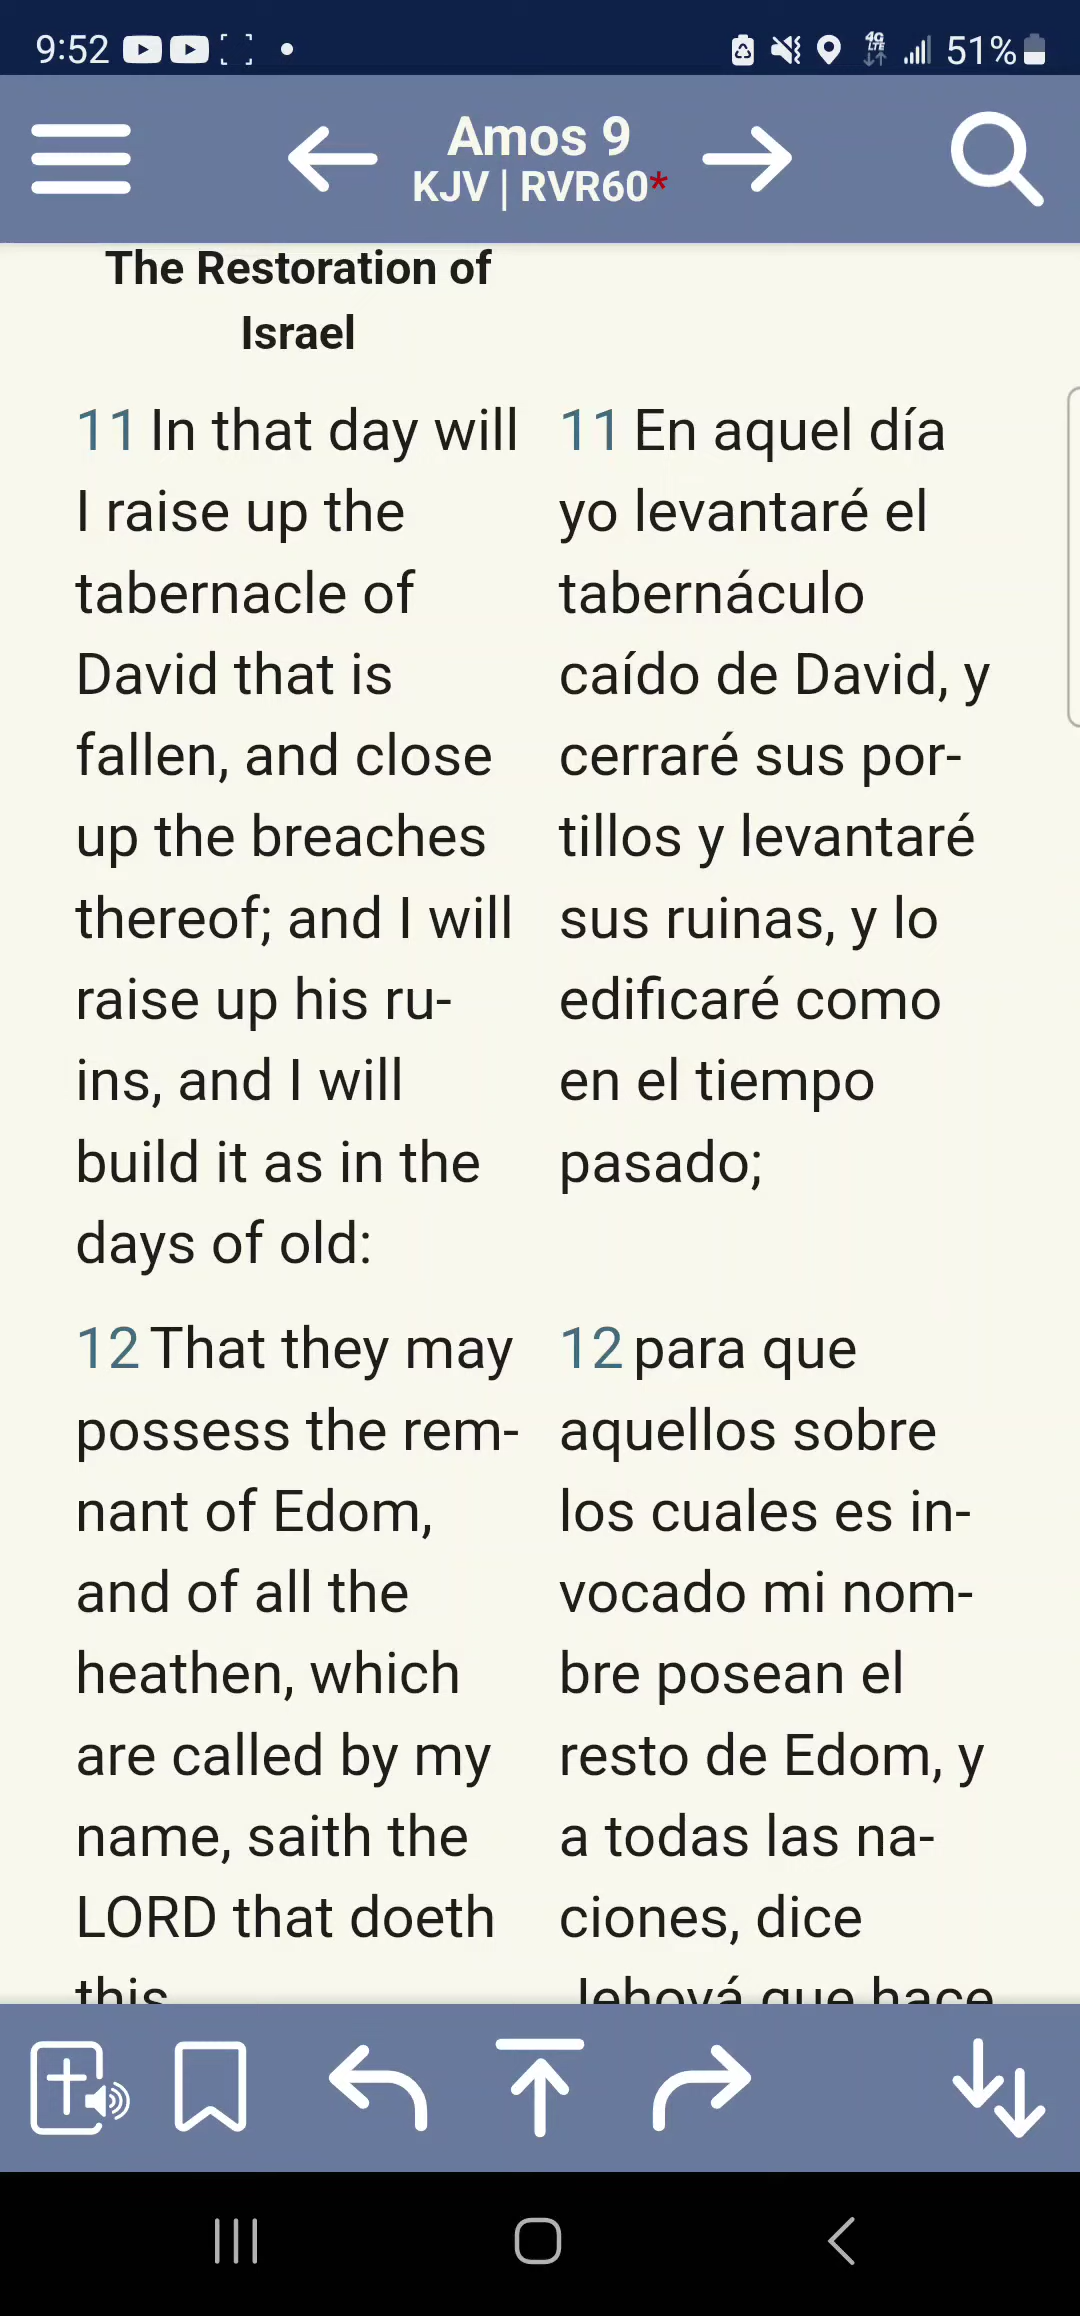 9:52
4G LTE
51%
Amos 9
KJV | RVR60*
The Restoration of
Israel
11 In that day will
I raise up the
tabernacle of
David that is
fallen, and close
up the breaches
thereof; and I will
raise up his ru-
ins, and I will
build it as in the
days of old:
12 That they may
possess the rem-
nant of Edom,
and of all the
heathen, which
are called by my
name, saith the
LORD that doeth
this
11 En aquel día
yo levantaré el
tabernáculo
caído de David, y
cerraré sus por-
tillos y levantaré
sus ruinas, y lo
edificaré como
en el tiempo
pasado;
12 para que
aquellos sobre
los cuales es in-
vocado mi nom-
bre posean el
resto de Edom, y
a todas las na-
ciones, dice
Jehová que hace